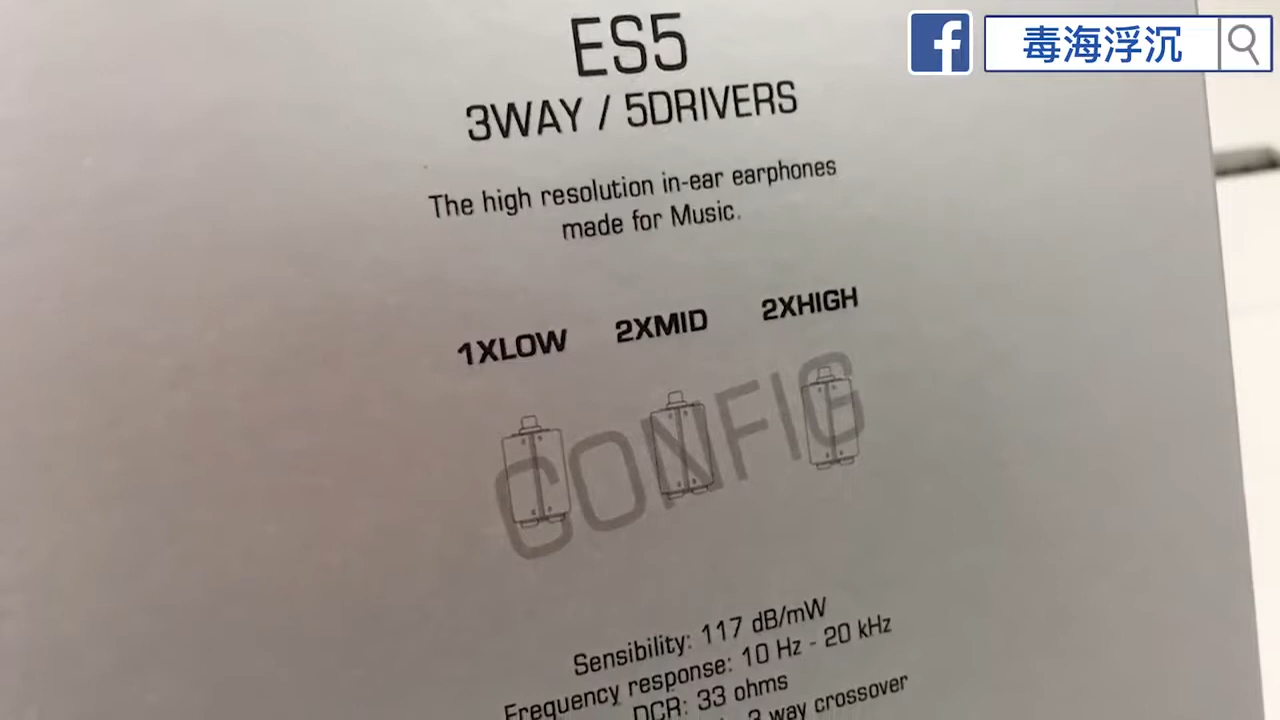 毒海浮沉
ES5
3WAY / 5DRIVERS
The high resolution in-ear earphones
made for Music.
1XLOW 2XMID 2XHIGH
CONFIG
Sensibility: 117 dB/mW
Frequency response: 10 Hz - 20 kHz
DCR: 33 ohms
3 way crossover